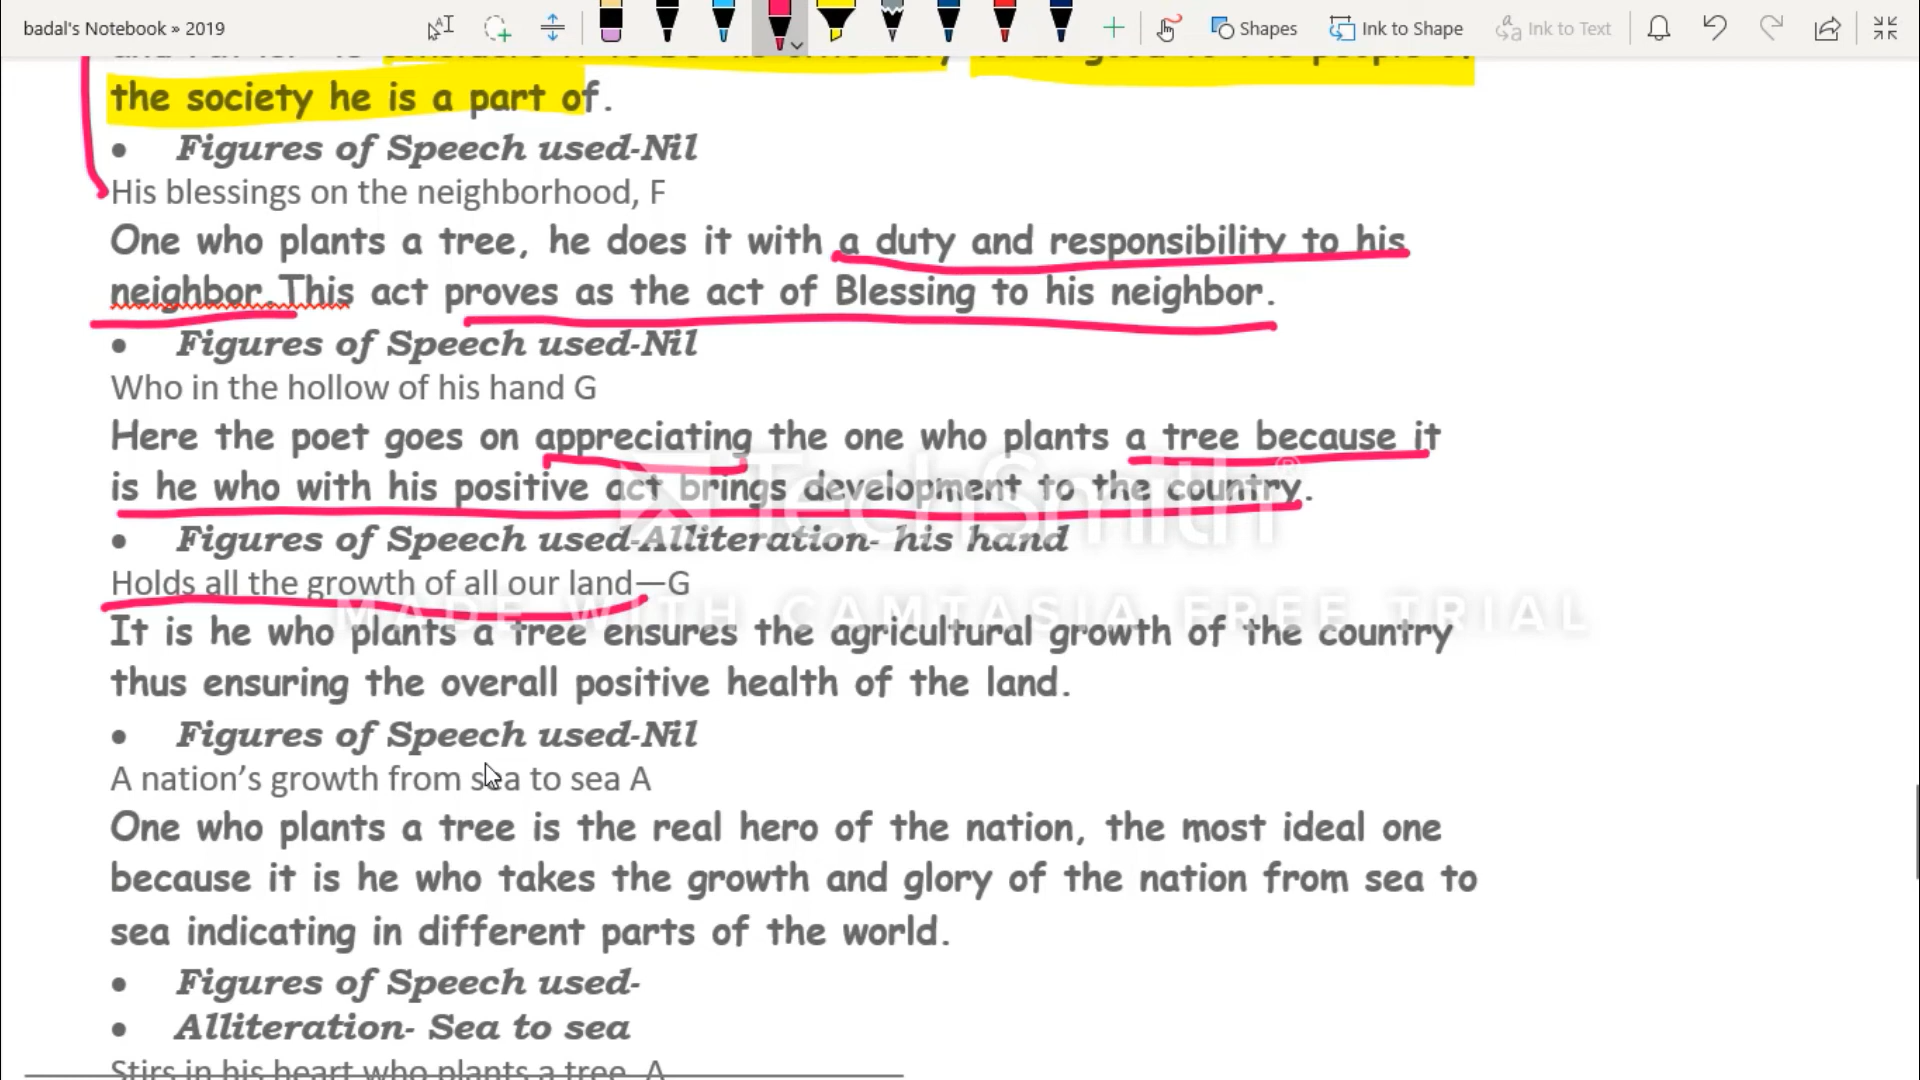 badal's Notebook » 2019
Shapes
Ink to Shape
Ink to Text
the society he is a part of.
• Figures of Speech used-Nil
His blessings on the neighborhood, F
One who plants a tree, he does it with a duty and responsibility to his
neighbor.This act proves as the act of Blessing to his neighbor.
• Figures of Speech used-Nil
Who in the hollow of his hand G
Here the poet goes on appreciating the one who plants a tree because it
is he who with his positive act brings development to the country.
TechSmith®
• Figures of Speech used-Alliteration- his hand
Holds all the growth of all our land—G
MADE WITH CAMTASIA FREE TRIAL
It is he who plants a tree ensures the agricultural growth of the country
thus ensuring the overall positive health of the land.
• Figures of Speech used-Nil
A nation's growth from sea to sea A
One who plants a tree is the real hero of the nation, the most ideal one
because it is he who takes the growth and glory of the nation from sea to
sea indicating in different parts of the world.
• Figures of Speech used-
• Alliteration- Sea to sea
Stirs in his heart who plants a tree. A